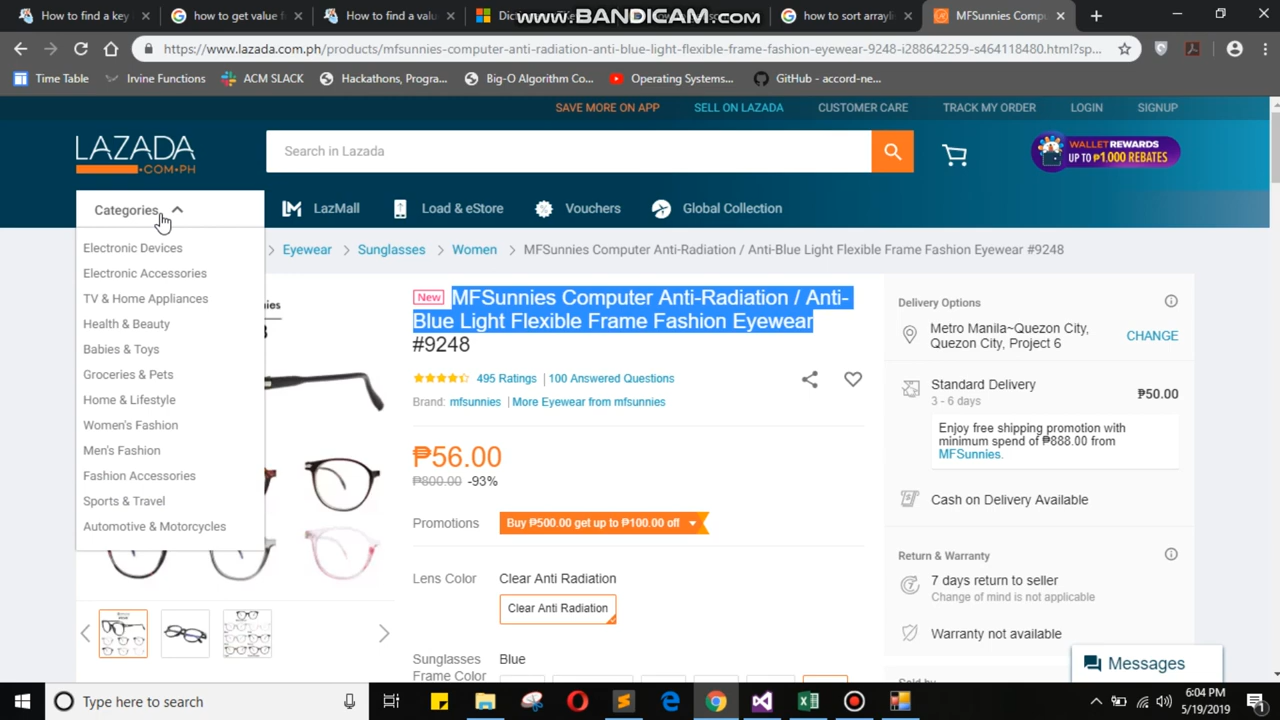 How to find a key
how to get value f
How to find a valu
Dict
www.BANDICAM.com
how to sort arrayli
MFSunnies Comp
https://www.lazada.com.ph/products/mfsunnies-computer-anti-radiation-anti-blue-light-flexible-frame-fashion-eyewear-9248-i288642259-s464118480.html?sp...
Time Table
Irvine Functions
ACM SLACK
Hackathons, Progra...
Big-O Algorithm Co...
Operating Systems...
GitHub - accord-ne...
SAVE MORE ON APP
SELL ON LAZADA
CUSTOMER CARE
TRACK MY ORDER
LOGIN
SIGNUP
LAZADA
.COM.PH
Search in Lazada
WALLET REWARDS
UP TO ₱1,000 REBATES
Categories
LazMall
Load & eStore
Vouchers
Global Collection
Electronic Devices
Electronic Accessories
TV & Home Appliances
Health & Beauty
Babies & Toys
Groceries & Pets
Home & Lifestyle
Women's Fashion
Men's Fashion
Fashion Accessories
Sports & Travel
Automotive & Motorcycles
Eyewear
Sunglasses
Women
MFSunnies Computer Anti-Radiation / Anti-Blue Light Flexible Frame Fashion Eyewear #9248
New MFSunnies Computer Anti-Radiation / Anti-
Blue Light Flexible Frame Fashion Eyewear
#9248
495 Ratings | 100 Answered Questions
Brand: mfsunnies | More Eyewear from mfsunnies
₱56.00
₱800.00 -93%
Promotions
Buy ₱500.00 get up to ₱100.00 off
Lens Color
Clear Anti Radiation
Clear Anti Radiation
Sunglasses
Frame Color
Blue
Delivery Options
Metro Manila~Quezon City,
Quezon City, Project 6
CHANGE
Standard Delivery
3 - 6 days
₱50.00
Enjoy free shipping promotion with
minimum spend of ₱888.00 from
MFSunnies.
Cash on Delivery Available
Return & Warranty
7 days return to seller
Change of mind is not applicable
Warranty not available
Messages
Type here to search
6:04 PM
5/19/2019